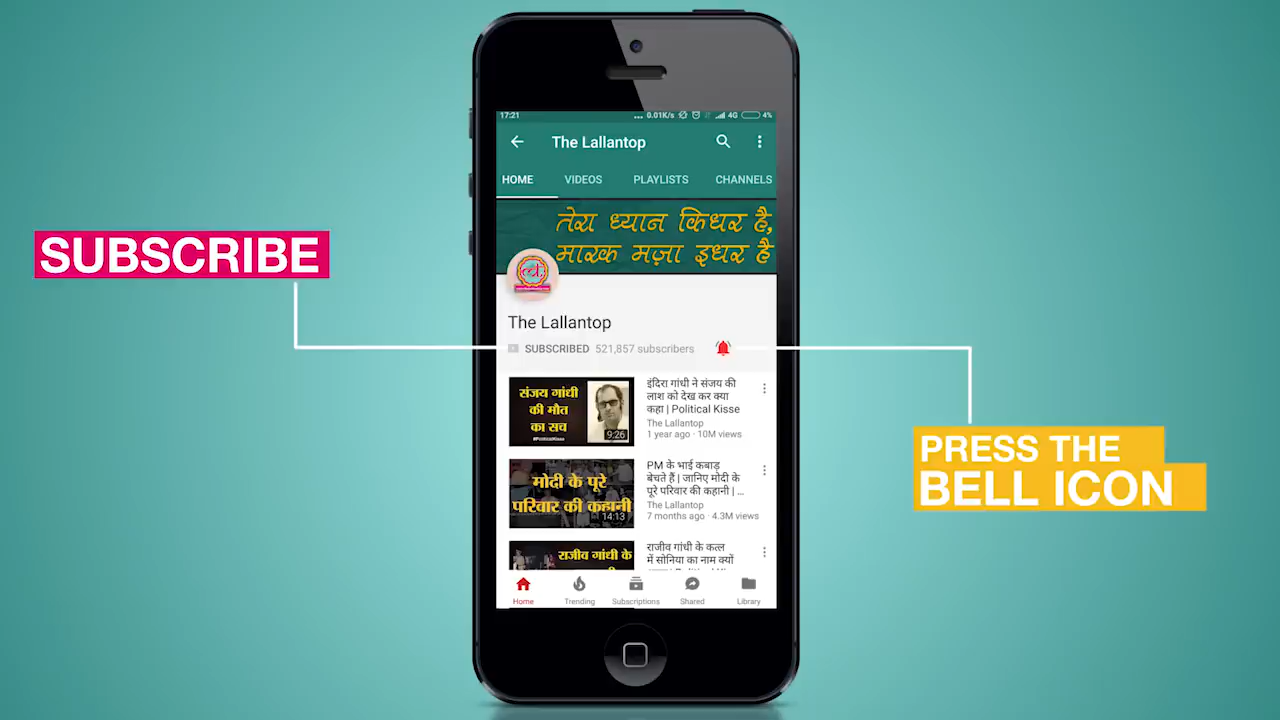 17:21
... 0.01K/s 4G 4%
The Lallantop
HOME VIDEOS PLAYLISTS CHANNELS
तेरा ध्यान किधर है,
मारक मज़ा इधर है
SUBSCRIBE
The Lallantop
SUBSCRIBED 521,857 subscribers
संजय गांधी
की मौत
का सच
#PoliticalKisse
9:26
इंदिरा गांधी ने संजय की
लाश को देख कर क्या
कहा | Political Kisse
The Lallantop
1 year ago · 10M views
मोदी के पूरे
परिवार की कहानी
14:13
PM के भाई कबाड़
बेचते हैं | जानिए मोदी के
पूरे परिवार की कहानी | ...
The Lallantop
7 months ago · 4.3M views
राजीव गांधी के
राजीव गांधी के कत्ल
में सोनिया का नाम क्यों
Home Trending Subscriptions Shared Library
PRESS THE
BELL ICON